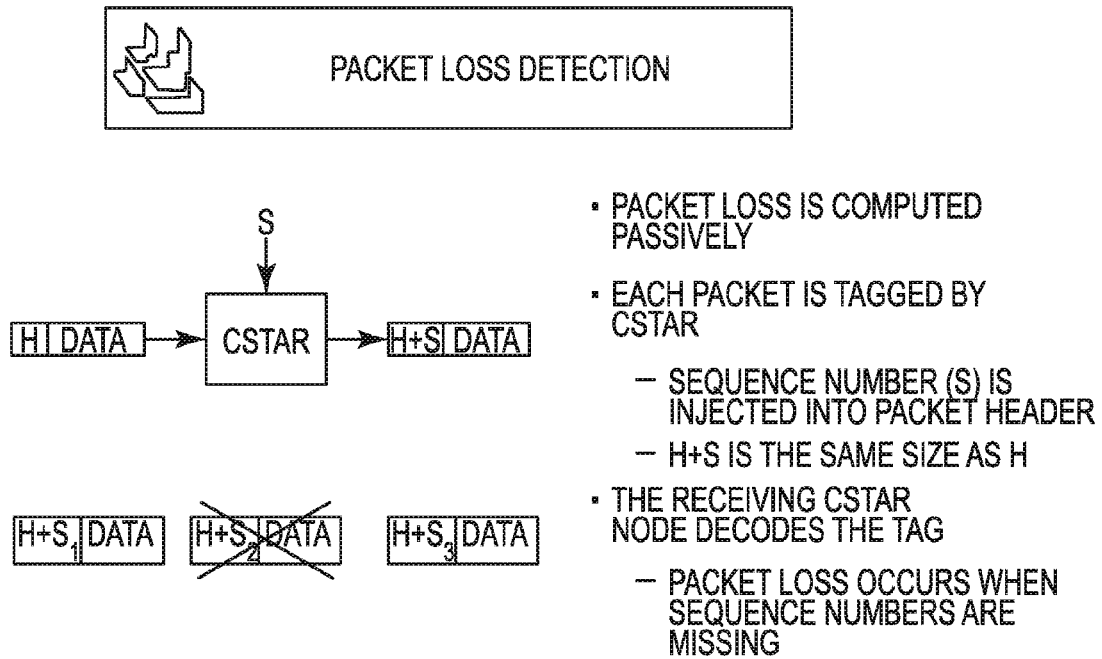 PACKET LOSS DETECTION
S
H DATA
CSTAR
H+S DATA
H+S1 DATA
H+S2 DATA
H+S3 DATA
• PACKET LOSS IS COMPUTED
PASSIVELY
• EACH PACKET IS TAGGED BY
CSTAR
— SEQUENCE NUMBER (S) IS
INJECTED INTO PACKET HEADER
— H+S IS THE SAME SIZE AS H
• THE RECEIVING CSTAR
NODE DECODES THE TAG
— PACKET LOSS OCCURS WHEN
SEQUENCE NUMBERS ARE
MISSING